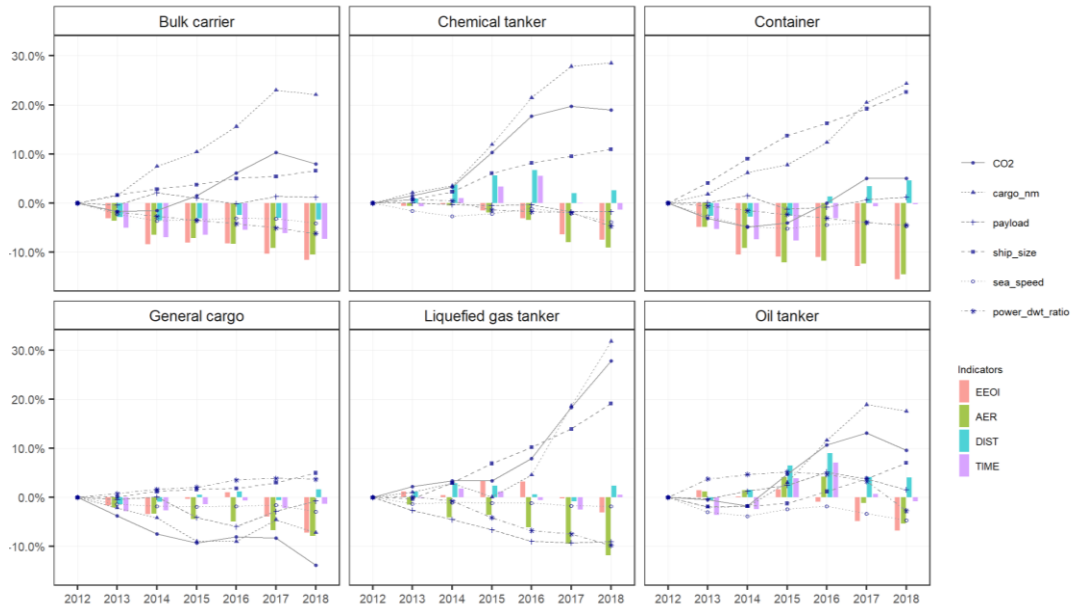 Bulk carrier Chemical tanker Container
30.0%
20.0%
10.0%
0.0%
-10.0%
General cargo Liquefied gas tanker Oil tanker
30.0%
20.0%
10.0%
0.0%
-10.0%
2012 2013 2014 2015 2016 2017 2018 2012 2013 2014 2015 2016 2017 2018 2012 2013 2014 2015 2016 2017 2018
CO2
cargo_nm
payload
ship_size
sea_speed
power_dwt_ratio
Indicators
EEOI
AER
DIST
TIME